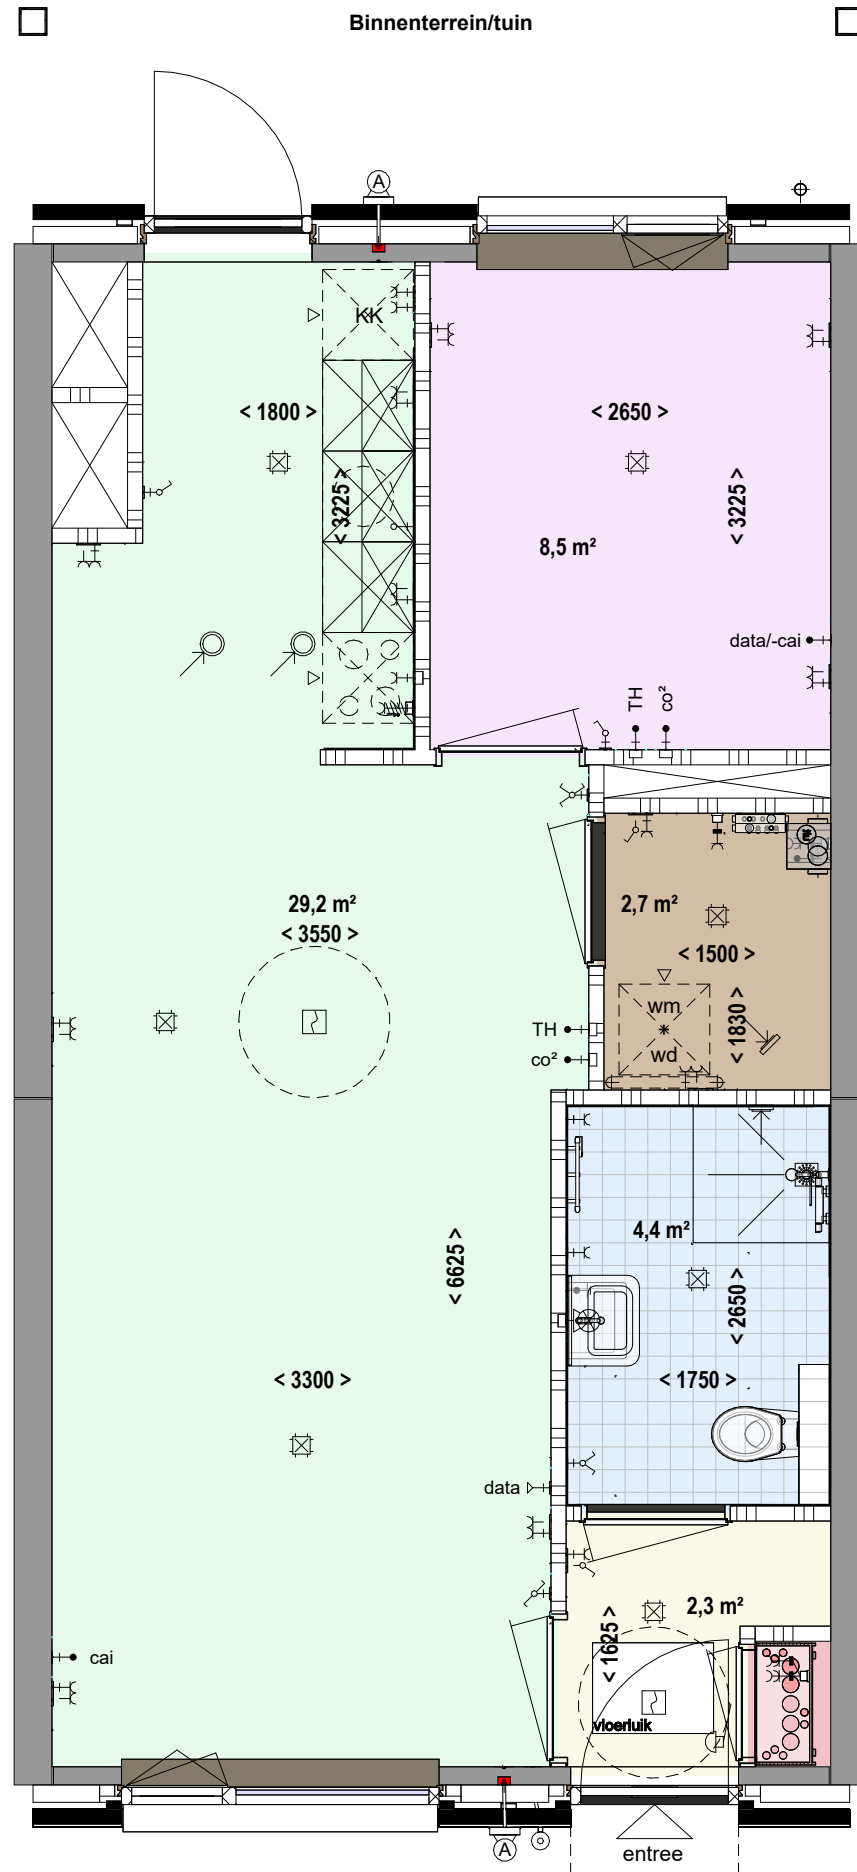 Binnenterrein/tuin
A
KK
< 1800 >
< 2650 >
< 3225 >
< 3225 >
8,5 m²
data/-cai
TH
co²
29,2 m²
< 3550 >
2,7 m²
< 1500 >
wm
wd
< 1830 >
TH
co²
4,4 m²
< 6625 >
< 2650 >
< 3300 >
< 1750 >
data
2,3 m²
< 1625 >
cai
vloerluik
A
entree